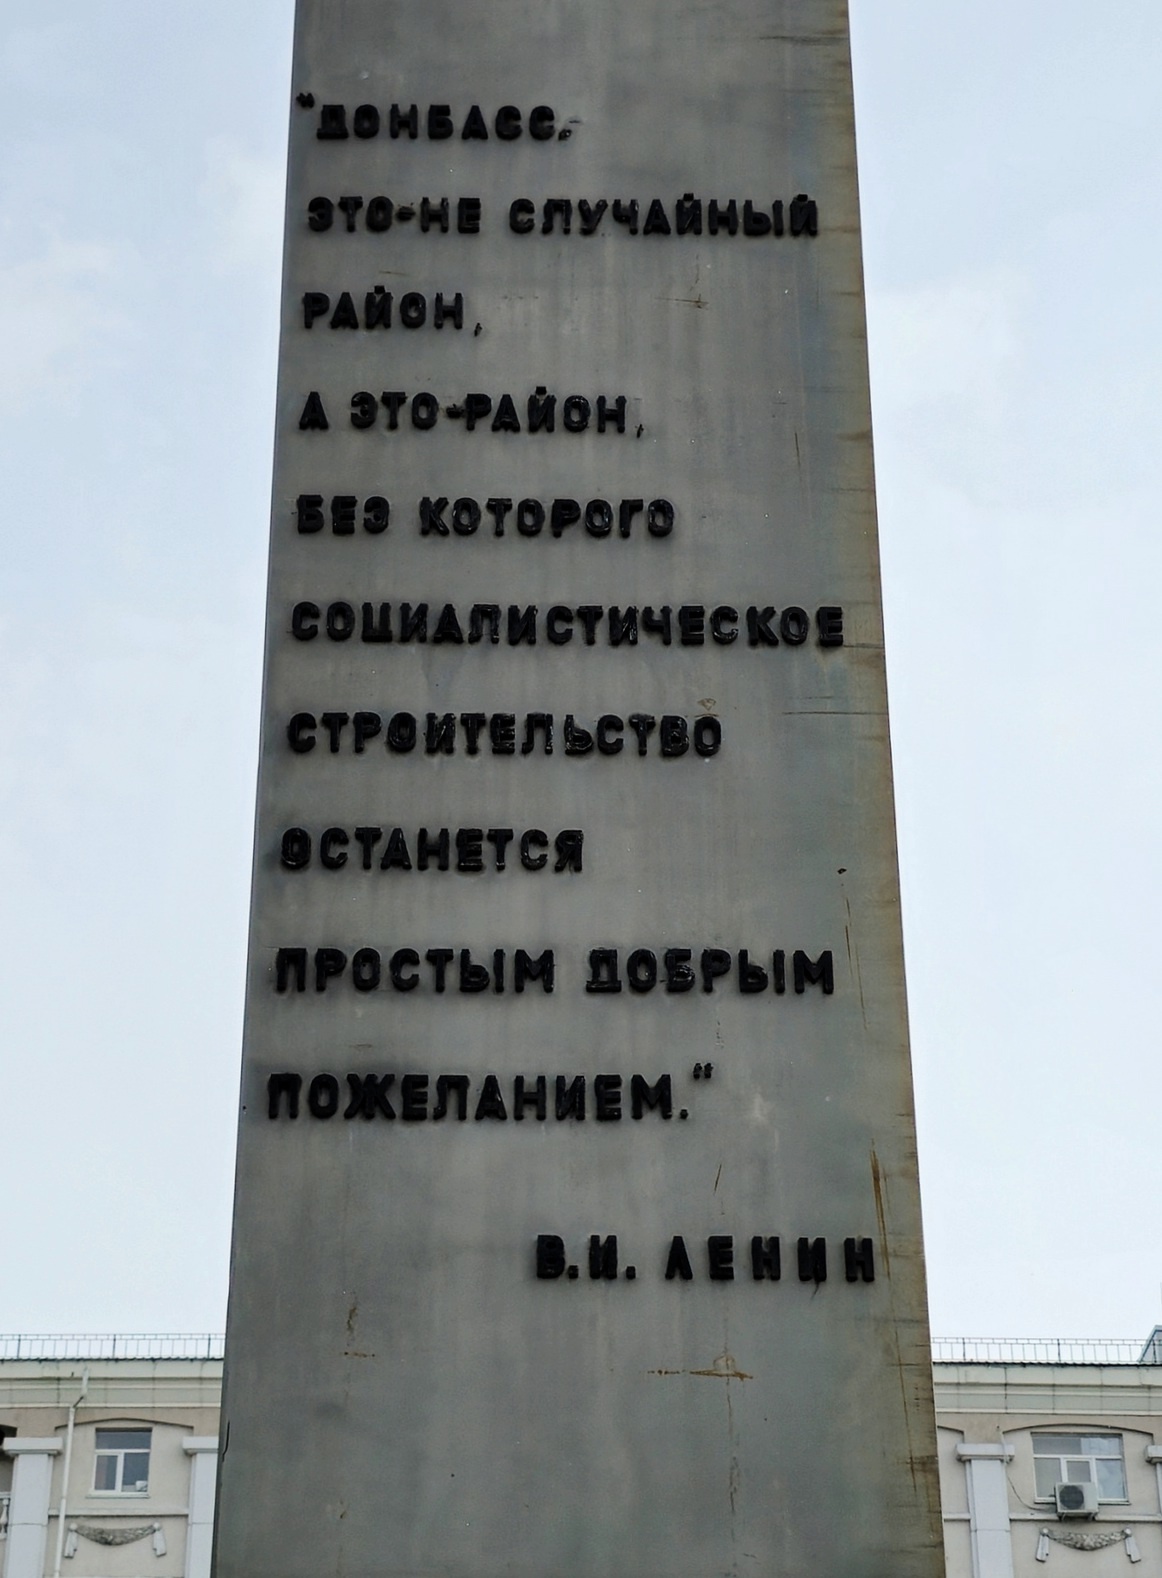 "ДОНБАСС,-
ЭТО-НЕ СЛУЧАЙНЫЙ
РАЙОН,
А ЭТО-РАЙОН,
БЕЗ КОТОРОГО
СОЦИАЛИСТИЧЕСКОЕ
СТРОИТЕЛЬСТВО
ОСТАНЕТСЯ
ПРОСТЫМ ДОБРЫМ
ПОЖЕЛАНИЕМ."
В.И. ЛЕНИН